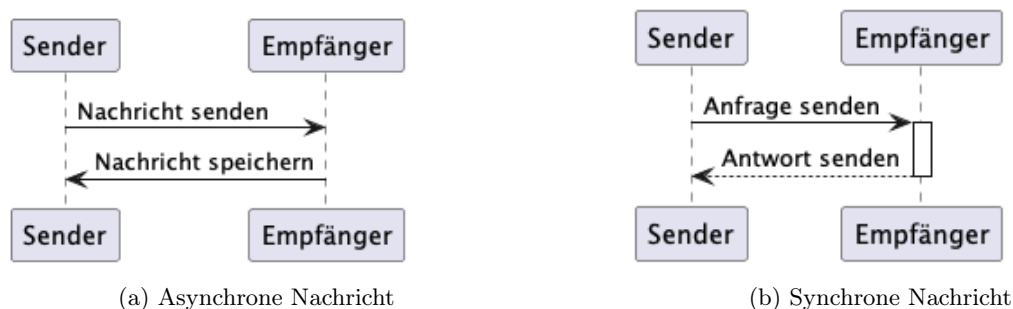 Sender Empfänger
Nachricht senden
Nachricht speichern
Sender Empfänger
(a) Asynchrone Nachricht
Sender Empfänger
Anfrage senden
Antwort senden
Sender Empfänger
(b) Synchrone Nachricht